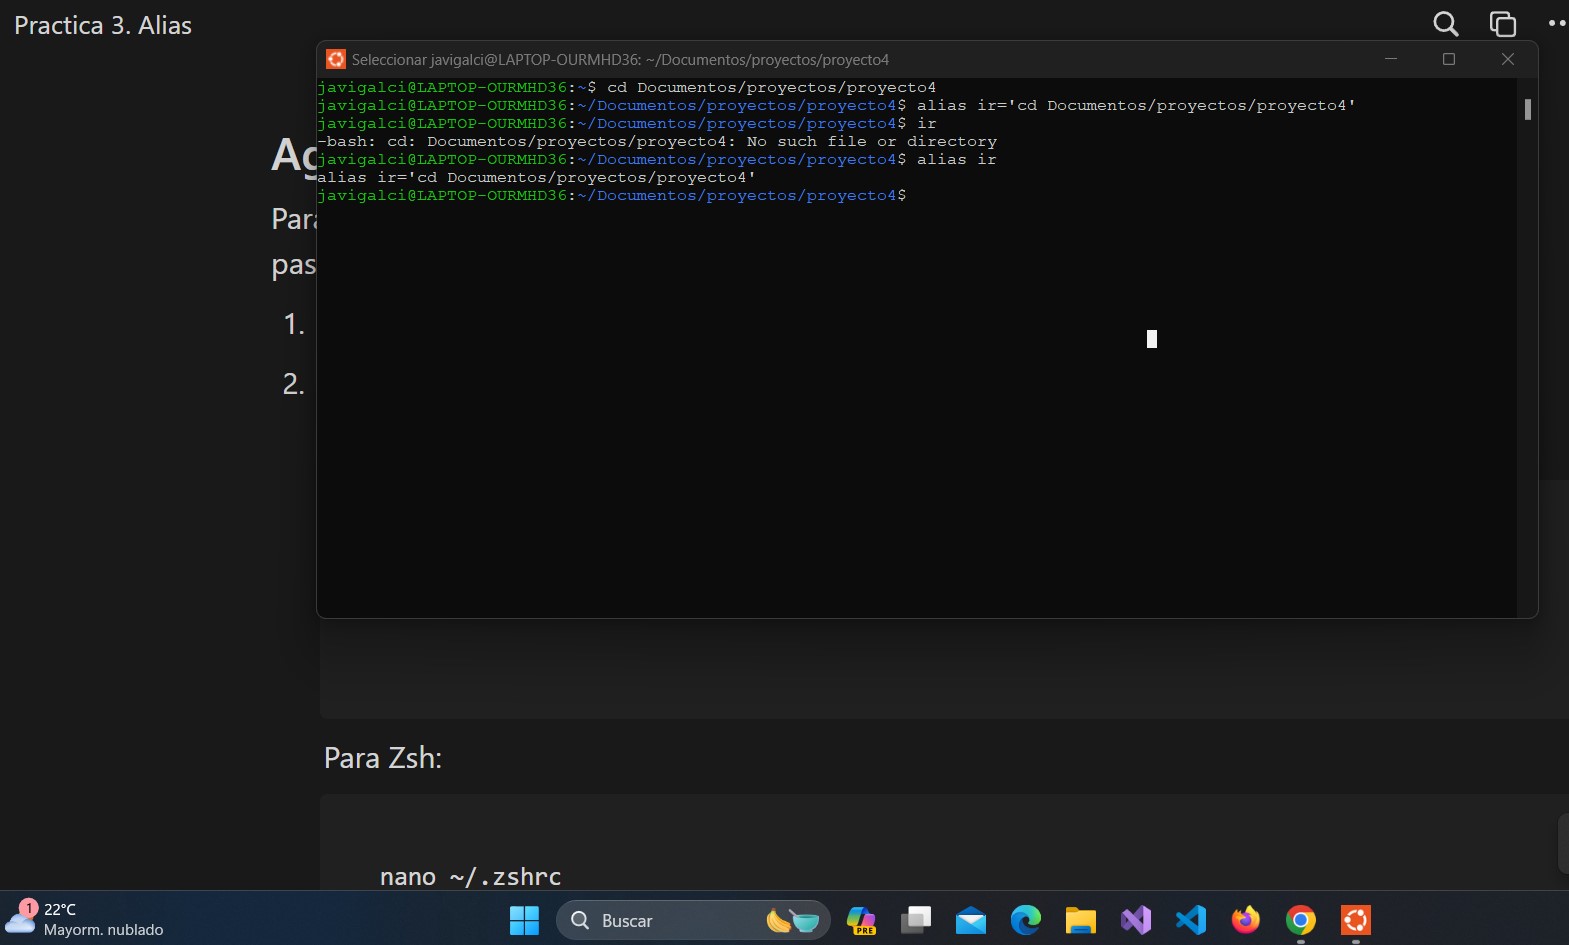 Practica 3. Alias
Seleccionar javigalci@LAPTOP-OURMHD36: ~/Documentos/proyectos/proyecto4
javigalci@LAPTOP-OURMHD36:~$ cd Documentos/proyectos/proyecto4
javigalci@LAPTOP-OURMHD36:~/Documentos/proyectos/proyecto4$ alias ir='cd Documentos/proyectos/proyecto4'
javigalci@LAPTOP-OURMHD36:~/Documentos/proyectos/proyecto4$ ir
-bash: cd: Documentos/proyectos/proyecto4: No such file or directory
javigalci@LAPTOP-OURMHD36:~/Documentos/proyectos/proyecto4$ alias ir
alias ir='cd Documentos/proyectos/proyecto4'
javigalci@LAPTOP-OURMHD36:~/Documentos/proyectos/proyecto4$
Para
pas
1.
2.
Para Zsh:
nano ~/.zshrc
1
22°C
Mayorm. nublado
Buscar
PRE